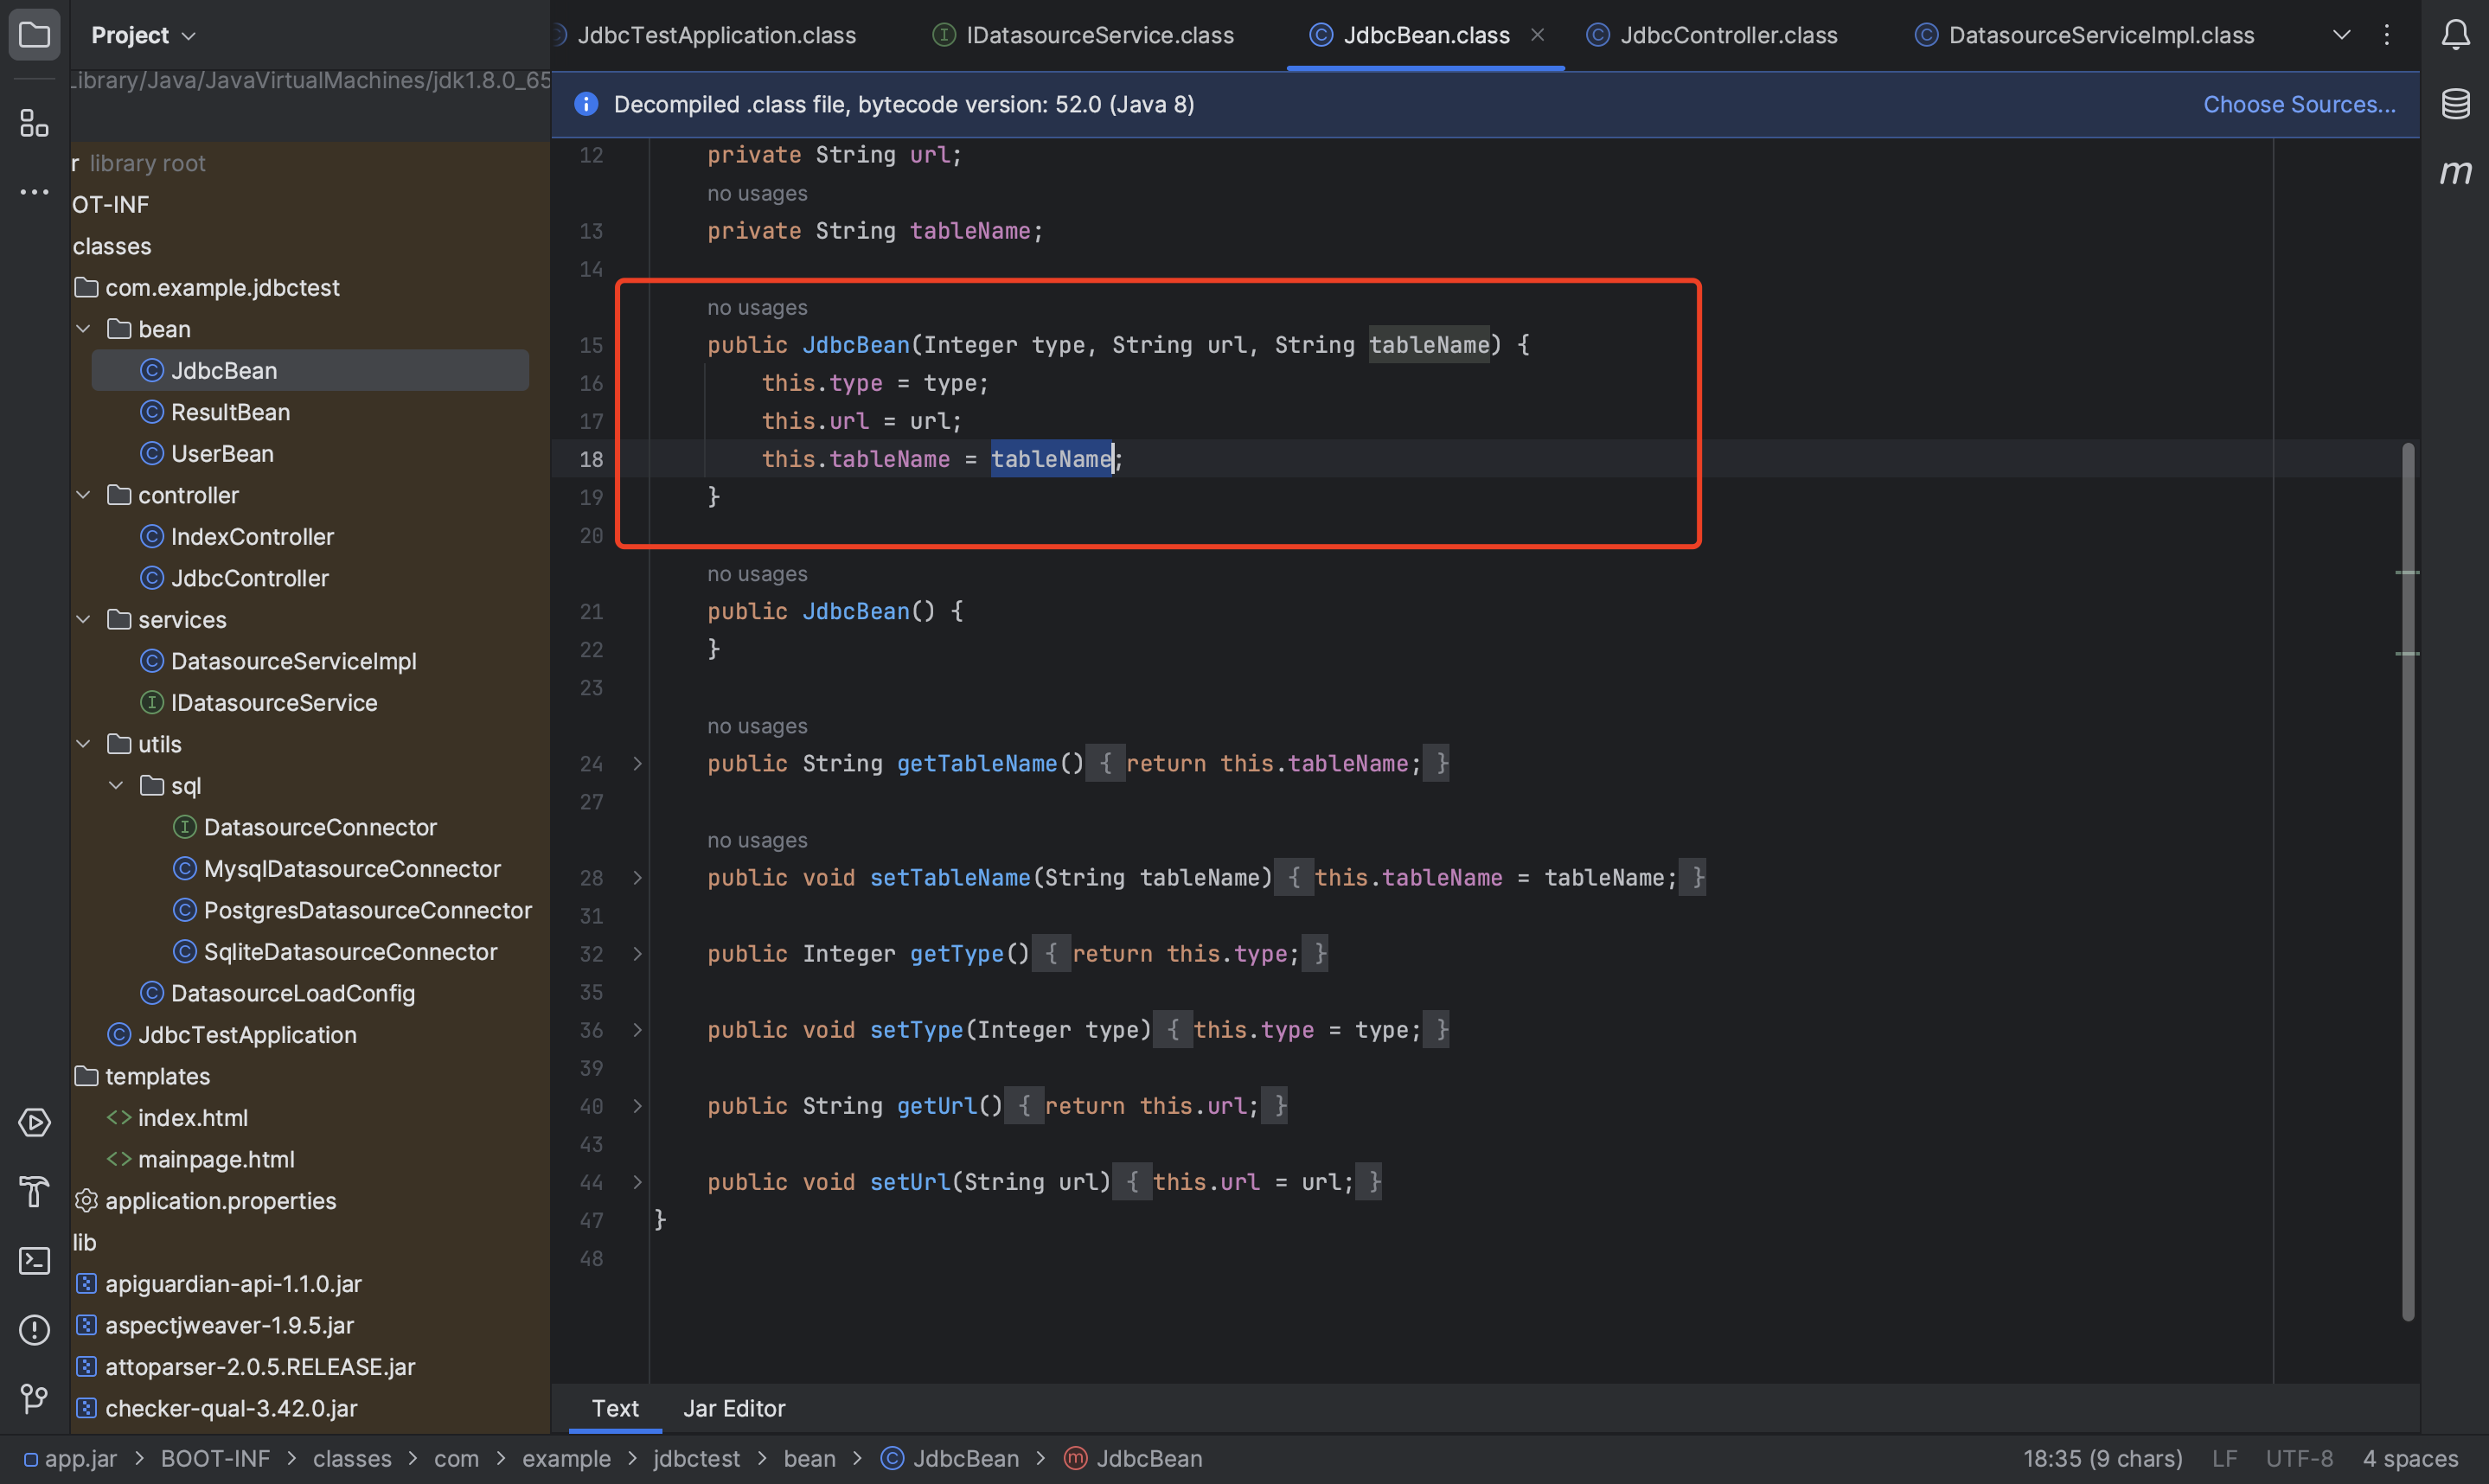 Project
Library/Java/JavaVirtualMachines/jdk1.8.0_65
r library root
OT-INF
classes
com.example.jdbctest
bean
JdbcBean
ResultBean
UserBean
controller
IndexController
JdbcController
services
DatasourceServiceImpl
IDatasourceService
utils
sql
DatasourceConnector
MysqlDatasourceConnector
PostgresDatasourceConnector
SqliteDatasourceConnector
DatasourceLoadConfig
JdbcTestApplication
templates
index.html
mainpage.html
application.properties
lib
apiguardian-api-1.1.0.jar
aspectjweaver-1.9.5.jar
attoparser-2.0.5.RELEASE.jar
checker-qual-3.42.0.jar
JdbcTestApplication.class IDatasourceService.class JdbcBean.class JdbcController.class DatasourceServiceImpl.class
Decompiled .class file, bytecode version: 52.0 (Java 8) Choose Sources...
12 private String url;
no usages
13 private String tableName;
14
no usages
15 public JdbcBean(Integer type, String url, String tableName) {
16 this.type = type;
17 this.url = url;
18 this.tableName = tableName;
19 }
20
no usages
21 public JdbcBean() {
22 }
23
no usages
24 public String getTableName() { return this.tableName; }
27
no usages
28 public void setTableName(String tableName) { this.tableName = tableName; }
31
32 public Integer getType() { return this.type; }
35
36 public void setType(Integer type) { this.type = type; }
39
40 public String getUrl() { return this.url; }
43
44 public void setUrl(String url) { this.url = url; }
47 }
48
Text Jar Editor
app.jar > BOOT-INF > classes > com > example > jdbctest > bean > JdbcBean > JdbcBean 18:35 (9 chars) LF UTF-8 4 spaces
m